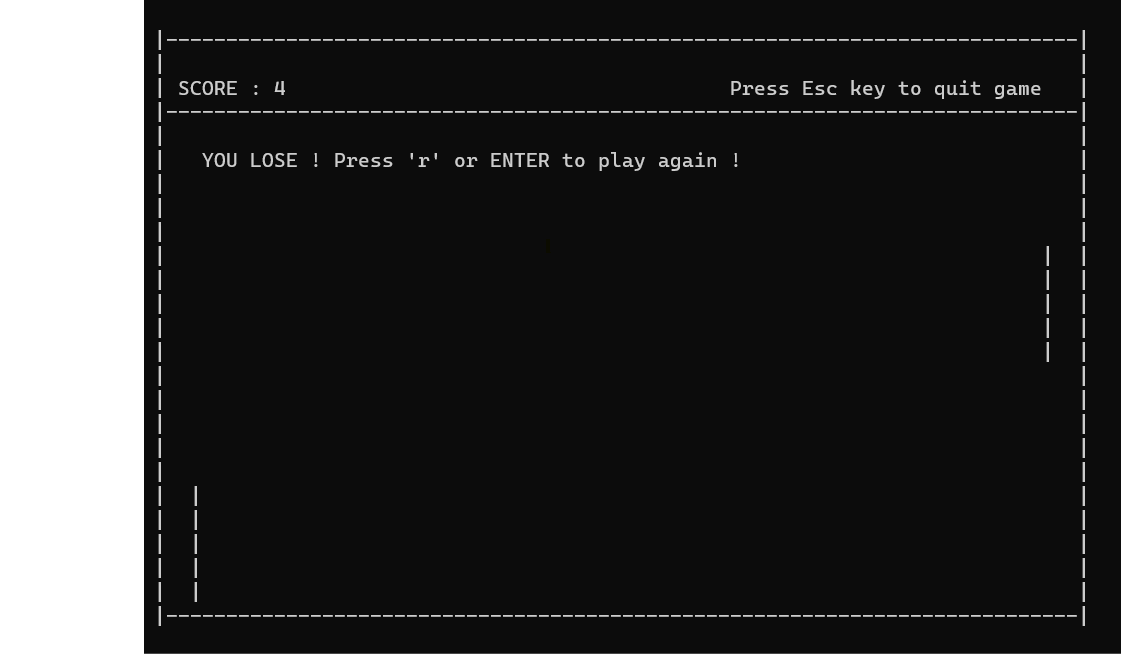 SCORE : 4
Press Esc key to quit game
YOU LOSE ! Press 'r' or ENTER to play again !